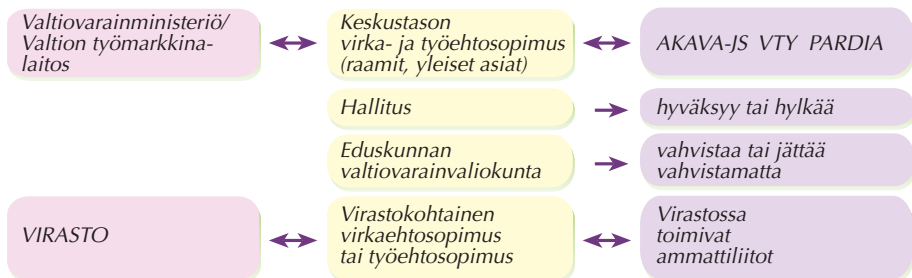 Valtiovarainministeriö/
Valtion työmarkkina-
laitos
Keskustason
virka- ja työehtosopimus
(raamit, yleiset asiat)
AKAVA-JS VTY PARDIA
Hallitus
hyväksyy tai hylkää
Eduskunnan
valtiovarainvaliokunta
vahvistaa tai jättää
vahvistamatta
VIRASTO
Virastokohtainen
virkaehtosopimus
tai työehtosopimus
Virastossa
toimivat
ammattiliitot